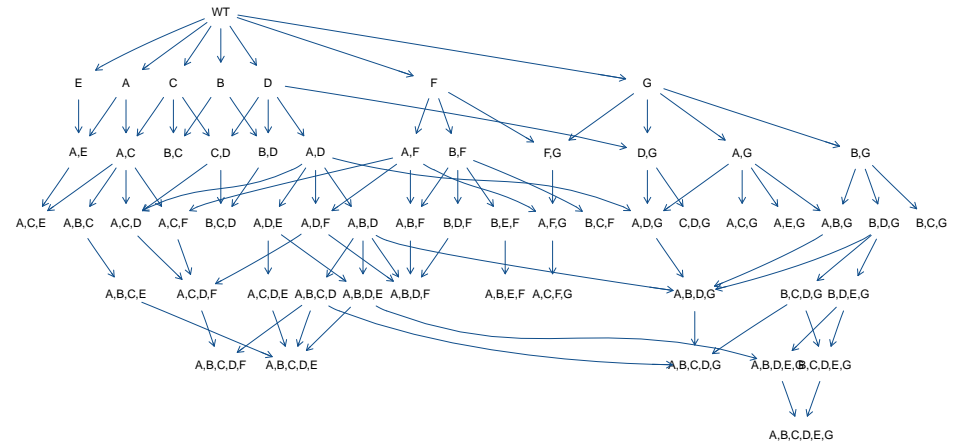 WT
E A C B D F G
A,E A,C B,C C,D B,D A,D A,F B,F F,G D,G A,G B,G
A,C,E A,B,C A,C,D A,C,F B,C,D A,D,E A,D,F A,B,D A,B,F B,D,F B,E,F A,F,G B,C,F A,D,G C,D,G A,C,G A,E,G A,B,G B,D,G B,C,G
A,B,C,E A,C,D,F A,C,D,E A,B,C,D A,B,D,E A,B,D,F A,B,E,F A,C,F,G A,B,D,G B,C,D,G B,D,E,G
A,B,C,D,F A,B,C,D,E A,B,C,D,G A,B,D,E,G B,C,D,E,G
A,B,C,D,E,G